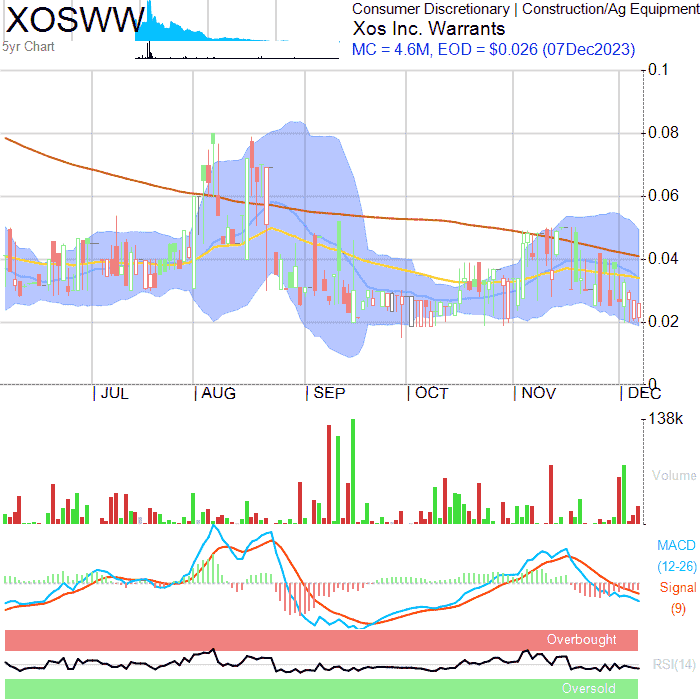 XOSWW
5yr Chart
Consumer Discretionary | Construction/Ag Equipment
Xos Inc. Warrants
MC = 4.6M, EOD = $0.026 (07Dec2023)
0.1
0.08
0.06
0.04
0.02
0
JUL AUG SEP OCT NOV DEC
138k
Volume
MACD
(12-26)
Signal
(9)
Overbought
RSI(14)
Oversold